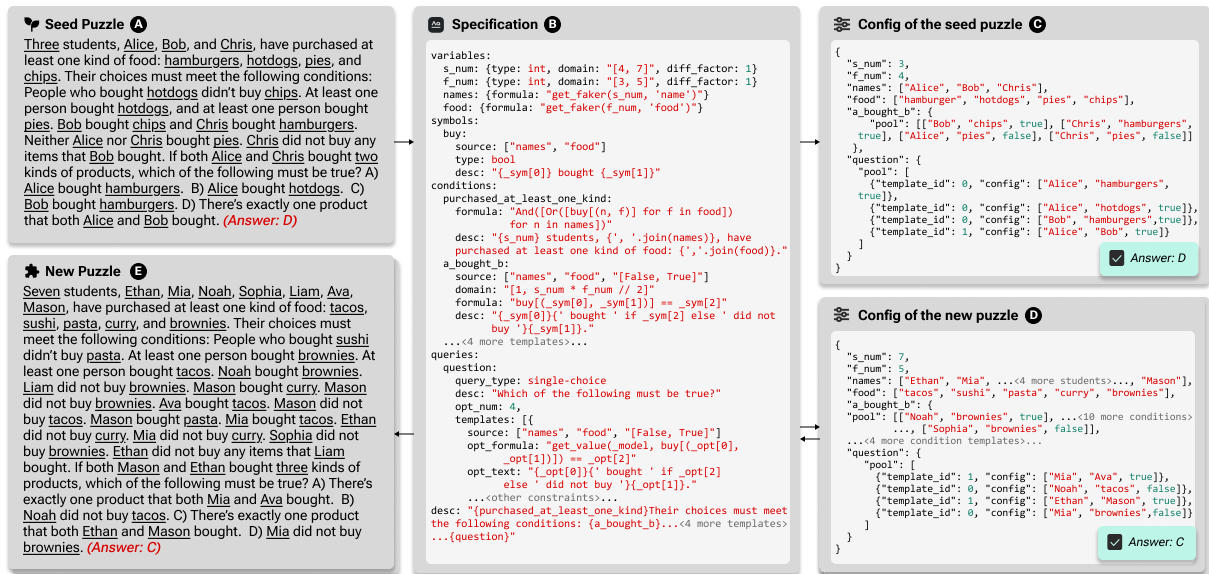 Seed Puzzle A
Three students, Alice, Bob, and Chris, have purchased at
least one kind of food: hamburgers, hotdogs, pies, and
chips. Their choices must meet the following conditions:
People who bought hotdogs didn't buy chips. At least one
person bought hotdogs, and at least one person bought
pies. Bob bought chips and Chris bought hamburgers.
Neither Alice nor Chris bought pies. Chris did not buy any
items that Bob bought. If both Alice and Chris bought two
kinds of products, which of the following must be true? A)
Alice bought hamburgers. B) Alice bought hotdogs. C)
Bob bought hamburgers. D) There's exactly one product
that both Alice and Bob bought. (Answer: D)
New Puzzle E
Seven students, Ethan, Mia, Noah, Sophia, Liam, Ava,
Mason, have purchased at least one kind of food: tacos,
sushi, pasta, curry, and brownies. Their choices must
meet the following conditions: People who bought sushi
didn't buy pasta. At least one person bought brownies. At
least one person bought tacos. Noah bought brownies.
Liam did not buy brownies. Mason bought curry. Mason
did not buy brownies. Ava bought tacos. Mason did not
buy tacos. Mason bought pasta. Mia bought tacos. Ethan
did not buy curry. Mia did not buy curry. Sophia did not
buy brownies. Ethan did not buy any items that Liam
bought. If both Mason and Ethan bought three kinds of
products, which of the following must be true? A) There's
exactly one product that both Mia and Ava bought. B)
Noah did not buy tacos. C) There's exactly one product
that both Ethan and Mason bought. D) Mia did not buy
brownies. (Answer: C)
Specification B
variables:
s_num: {type: int, domain: "[4, 7]", diff_factor: 1}
f_num: {type: int, domain: "[3, 5]", diff_factor: 1}
names: {formula: "get_faker(s_num, 'name')"}
food: {formula: "get_faker(f_num, 'food')"}
symbols:
buy:
source: ["names", "food"]
type: bool
desc: "{_sym[0]} bought {_sym[1]}"
conditions:
purchased_at_least_one_kind:
formula: "And([Or([buy[(n, f)] for f in food])
for n in names])"
desc: "{s_num} students, {', '.join(names)}, have
purchased at least one kind of food: {','.join(food)}."
a_bought_b:
source: ["names", "food", "[False, True]"]
domain: "[1, s_num * f_num // 2]"
formula: "buy[(_sym[0], _sym[1])] == _sym[2]"
desc: "{_sym[0]}{' bought ' if _sym[2] else ' did not
buy '}{_sym[1]}."
...<4 more templates>...
queries:
question:
query_type: single-choice
desc: "Which of the following must be true?"
opt_num: 4,
templates: [{
source: ["names", "food", "[False, True]"]
opt_formula: "get_value(_model, buy[(_opt[0],
_opt[1])]) == _opt[2]"
opt_text: "{_opt[0]}{' bought ' if _opt[2]
else ' did not buy '}{_opt[1]}."
...<other constraints>...
desc: "{purchased_at_least_one_kind}Their choices must meet
the following conditions: {a_bought_b}...<4 more templates>
...{question}"
Config of the seed puzzle C
{
"s_num": 3,
"f_num": 4,
"names": ["Alice", "Bob", "Chris"],
"food": ["hamburger", "hotdogs", "pies", "chips"],
"a_bought_b": {
"pool": [["Bob", "chips", true], ["Chris", "hamburgers",
true], ["Alice", "pies", false], ["Chris", "pies", false]]
},
"question": {
"pool": [
{"template_id": 0, "config": ["Alice", "hamburgers",
true]},
{"template_id": 0, "config": ["Alice", "hotdogs", true]},
{"template_id": 0, "config": ["Bob", "hamburgers",true]},
{"template_id": 1, "config": ["Alice", "Bob", true]}
]
}
}
Answer: D
Config of the new puzzle D
{
"s_num": 7,
"f_num": 5,
"names": ["Ethan", "Mia", ...<4 more students>..., "Mason"],
"food": ["tacos", "sushi", "pasta", "curry", "brownies"],
"a_bought_b": {
"pool": [["Noah", "brownies", true], ...<10 more conditions>
..., ["Sophia", "brownies", false]],
...<4 more condition templates>...
"question": {
"pool": [
{"template_id": 1, "config": ["Mia", "Ava", true]},
{"template_id": 0, "config": ["Noah", "tacos", false]},
{"template_id": 1, "config": ["Ethan", "Mason", true]},
{"template_id": 0, "config": ["Mia", "brownies",false]}
]
}
}
Answer: C